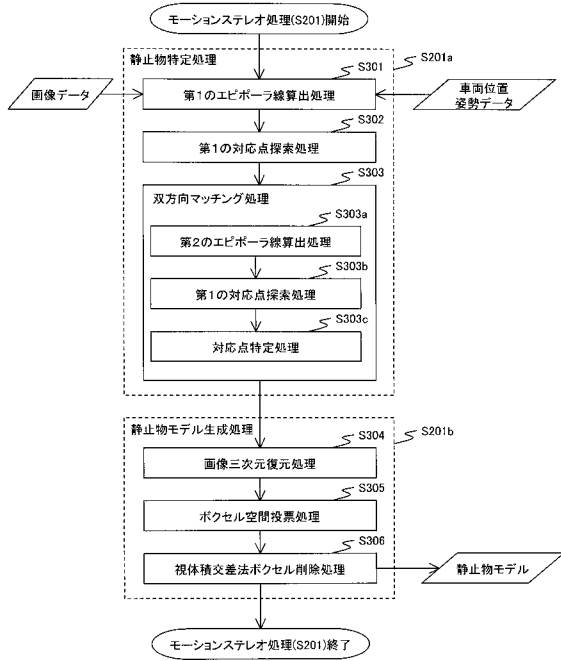 モーションステレオ処理(S201)開始
静止物特定処理
S201a
S301
画像データ
第1のエピポーラ線算出処理
車両位置
姿勢データ
S302
第1の対応点探索処理
S303
双方向マッチング処理
S303a
第2のエピポーラ線算出処理
S303b
第1の対応点探索処理
S303c
対応点特定処理
静止物モデル生成処理
S201b
S304
画像三次元復元処理
S305
ボクセル空間投票処理
S306
視体積交差法ボクセル削除処理
静止物モデル
モーションステレオ処理(S201)終了